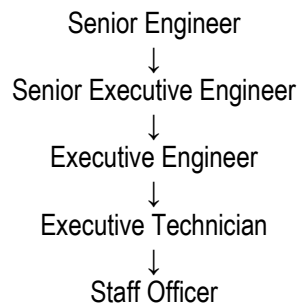 Senior Engineer
↓
Senior Executive Engineer
↓
Executive Engineer
↓
Executive Technician
↓
Staff Officer